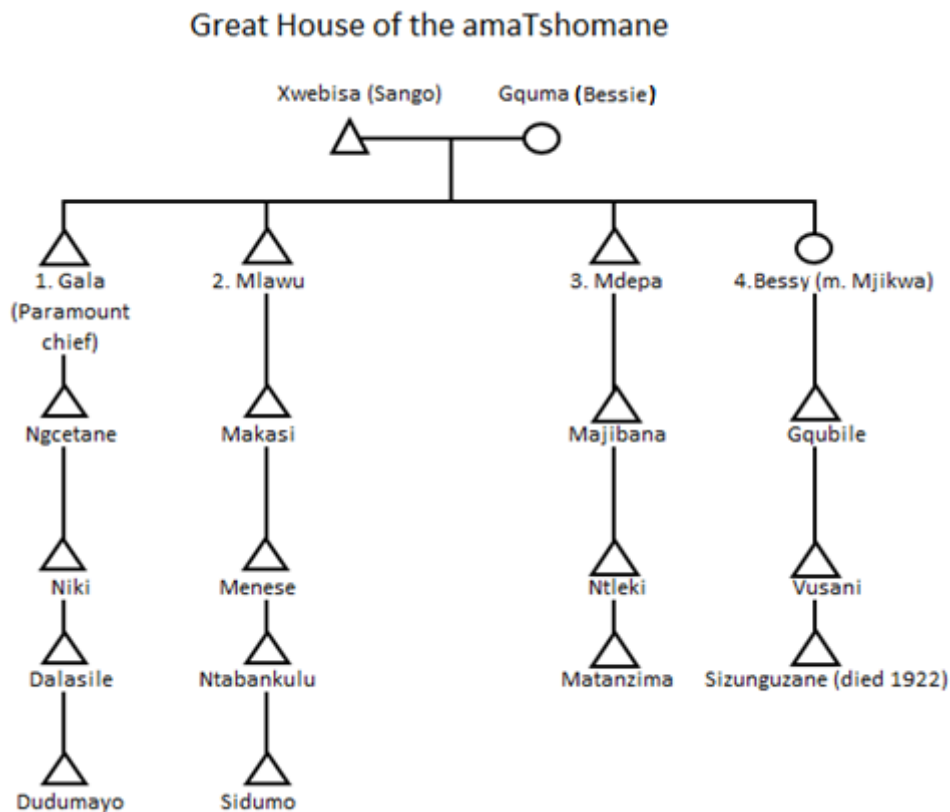 Great House of the amaTshomane
Xwebisa (Sango) Gquma (Bessie)
1. Gala
(Paramount
chief)
2. Mlawu
3. Mdepa
4.Bessy (m. Mjikwa)
Ngcetane
Makasi
Majibana
Gqubile
Niki
Menese
Ntleki
Vusani
Dalasile
Ntabankulu
Matanzima
Sizunguzane (died 1922)
Dudumayo
Sidumo